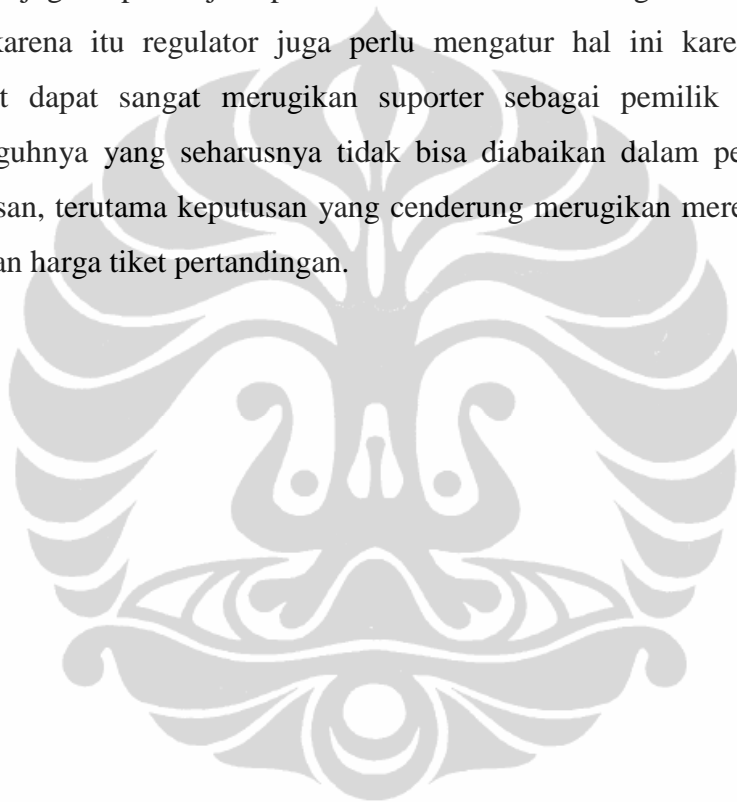 karena itu regulator juga perlu mengatur hal ini kare
t dapat sangat merugikan suporter sebagai pemilik
guhnya yang seharusnya tidak bisa diabaikan dalam pe
san, terutama keputusan yang cenderung merugikan mere
an harga tiket pertandingan.